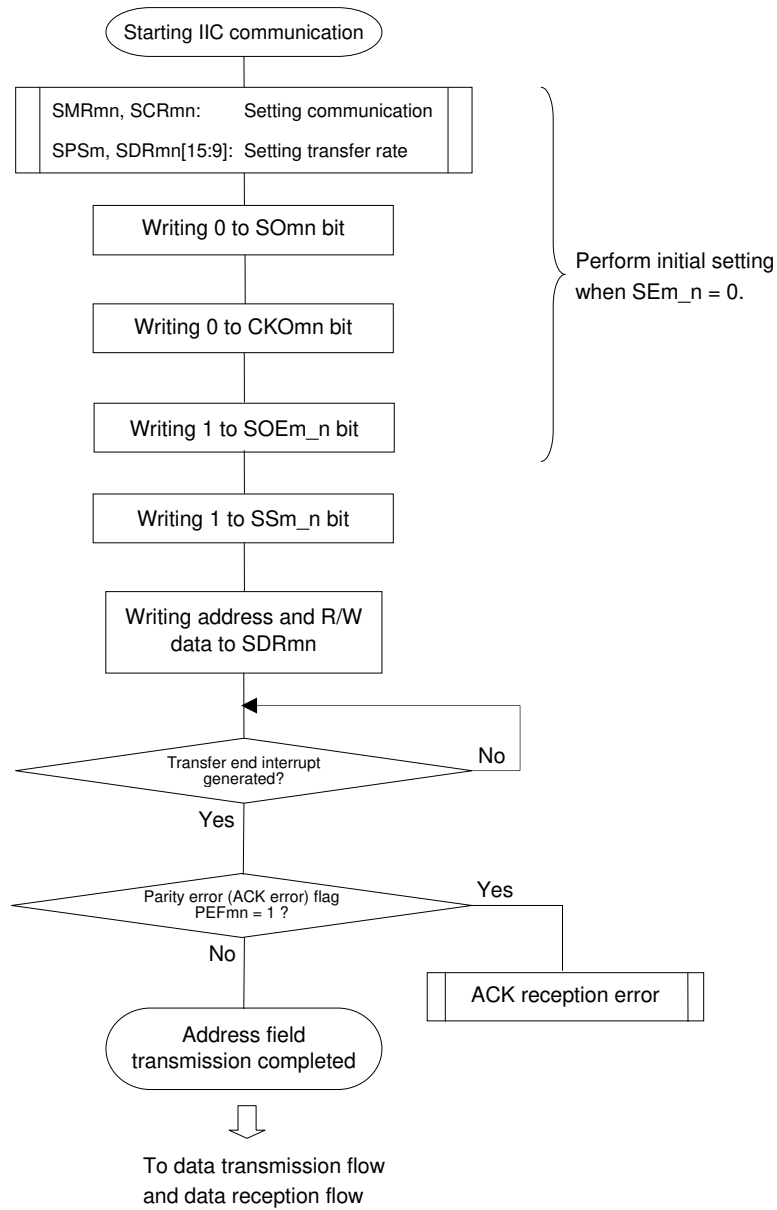 Starting IIC communication
SMRmn, SCRmn: Setting communication
SPSm, SDRmn[15:9]: Setting transfer rate
Writing 0 to SOmn bit
Perform initial setting
when SEm_n = 0.
Writing 0 to CKOmn bit
Writing 1 to SOEm_n bit
Writing 1 to SSm_n bit
Writing address and R/W
data to SDRmn
Transfer end interrupt
generated?
No
Yes
Parity error (ACK error) flag
PEFmn = 1 ?
Yes
No
ACK reception error
Address field
transmission completed
To data transmission flow
and data reception flow